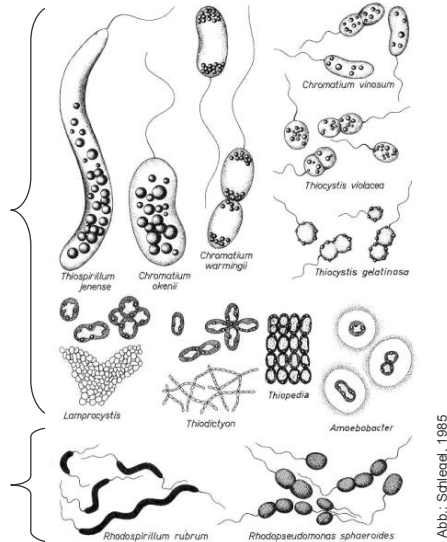 Chromatium vinosum
Thiocystis violacea
Thiospirillum
jenense
Chromatium
okenii
Chromatium
warmingii
Thiocystis gelatinosa
Lamprocystis
Thiodictyon
Thiopedia
Amoebobacter
Rhodospirillum rubrum
Rhodopseudomonas sphaeroides
Abb.: Schlegel, 1985